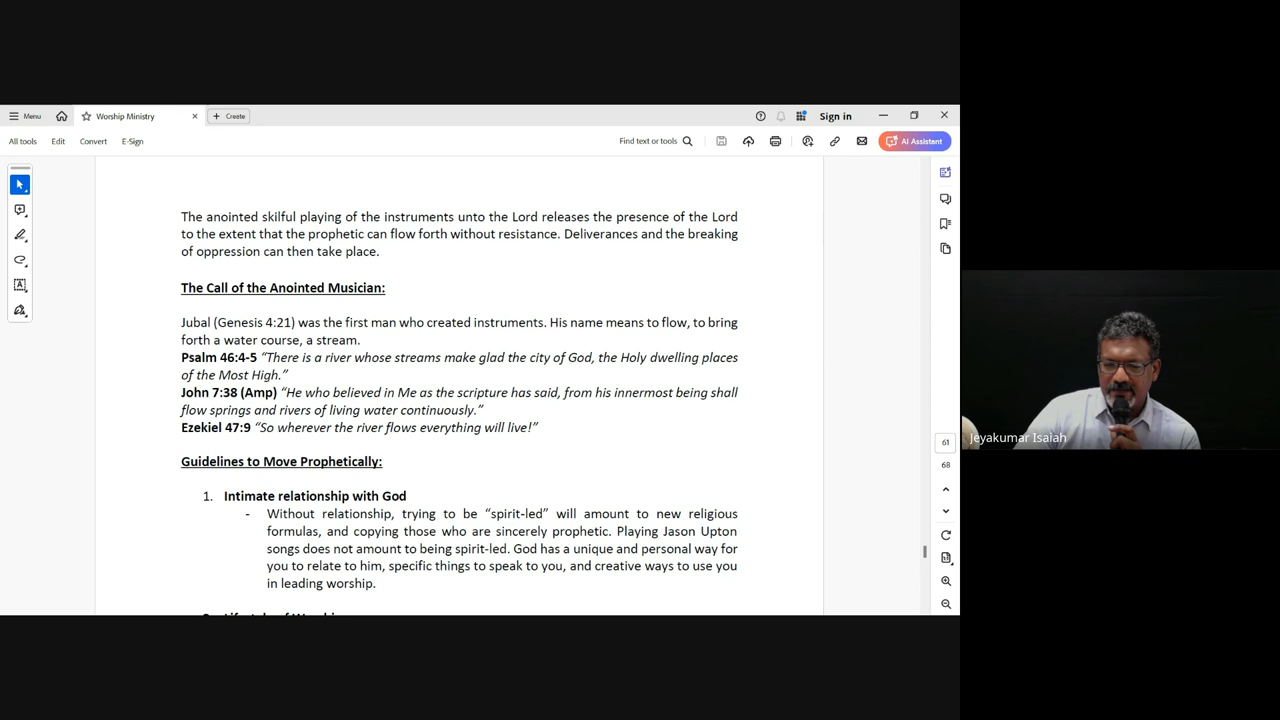 Menu
Worship Ministry
Create
Sign in
All tools
Edit
Convert
E-Sign
Find text or tools
AI Assistant
The anointed skilful playing of the instruments unto the Lord releases the presence of the Lord
to the extent that the prophetic can flow forth without resistance. Deliverances and the breaking
of oppression can then take place.
The Call of the Anointed Musician:
Jubal (Genesis 4:21) was the first man who created instruments. His name means to flow, to bring
forth a water course, a stream.
Psalm 46:4-5 “There is a river whose streams make glad the city of God, the Holy dwelling places
of the Most High.”
John 7:38 (Amp) “He who believed in Me as the scripture has said, from his innermost being shall
flow springs and rivers of living water continuously.”
Ezekiel 47:9 “So wherever the river flows everything will live!”
Guidelines to Move Prophetically:
1. Intimate relationship with God
- Without relationship, trying to be “spirit-led” will amount to new religious
formulas, and copying those who are sincerely prophetic. Playing Jason Upton
songs does not amount to being spirit-led. God has a unique and personal way for
you to relate to him, specific things to speak to you, and creative ways to use you
in leading worship.
61
68
Jeyakumar Isaiah